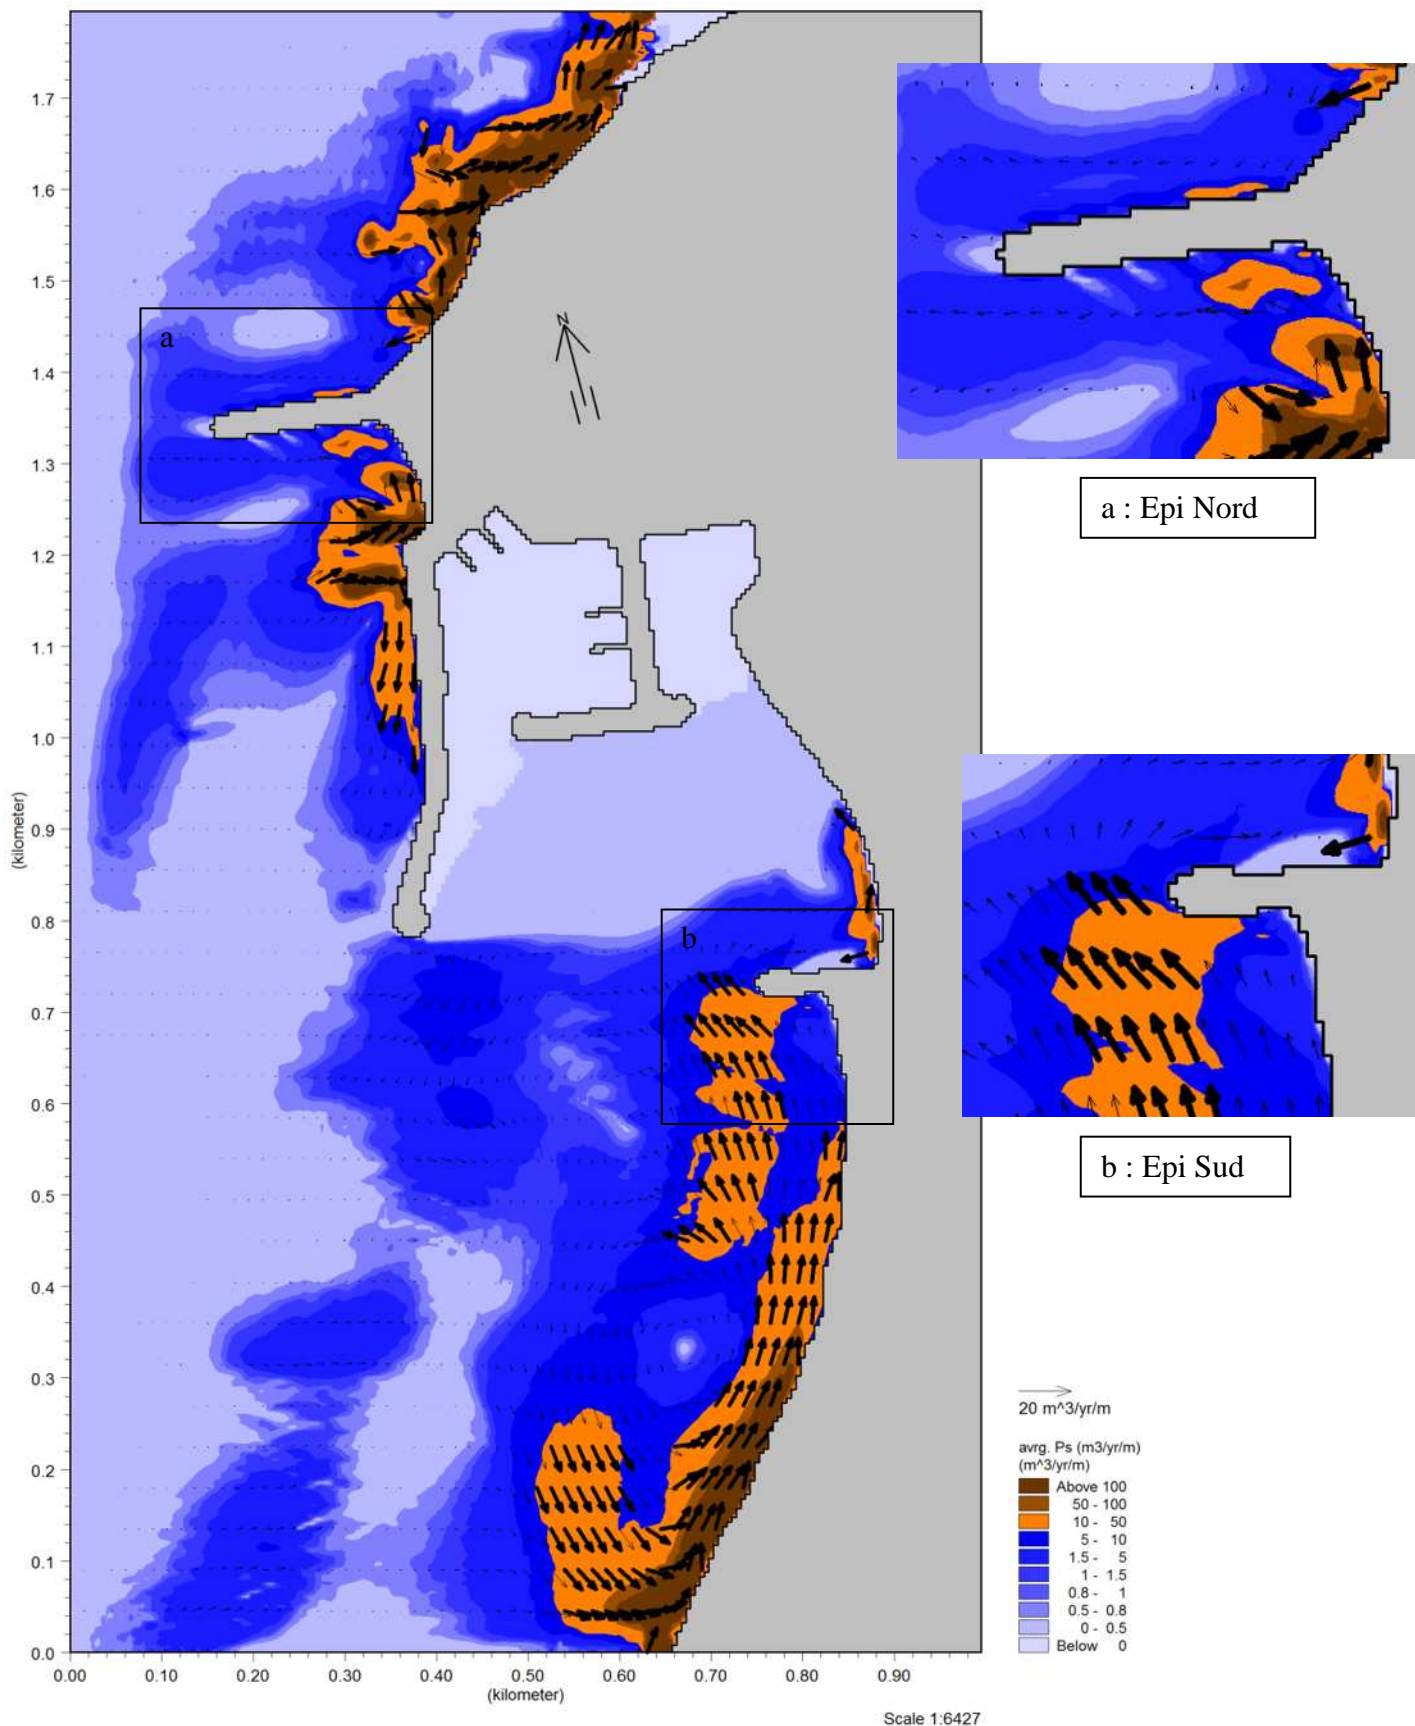 1.7
1.6
1.5
1.4
1.3
1.2
1.1
1.0
0.9
0.8
0.7
0.6
0.5
0.4
0.3
0.2
0.1
0.0
(kilometer)
0.00 0.10 0.20 0.30 0.40 0.50 0.60 0.70 0.80 0.90
(kilometer)
Scale 1:6427
a
N
b
a : Epi Nord
b : Epi Sud
20 m^3/yr/m
avrg. Ps (m3/yr/m)
(m^3/yr/m)
Above 100
50 - 100
10 - 50
5 - 10
1.5 - 5
1 - 1.5
0.8 - 1
0.5 - 0.8
0 - 0.5
Below 0